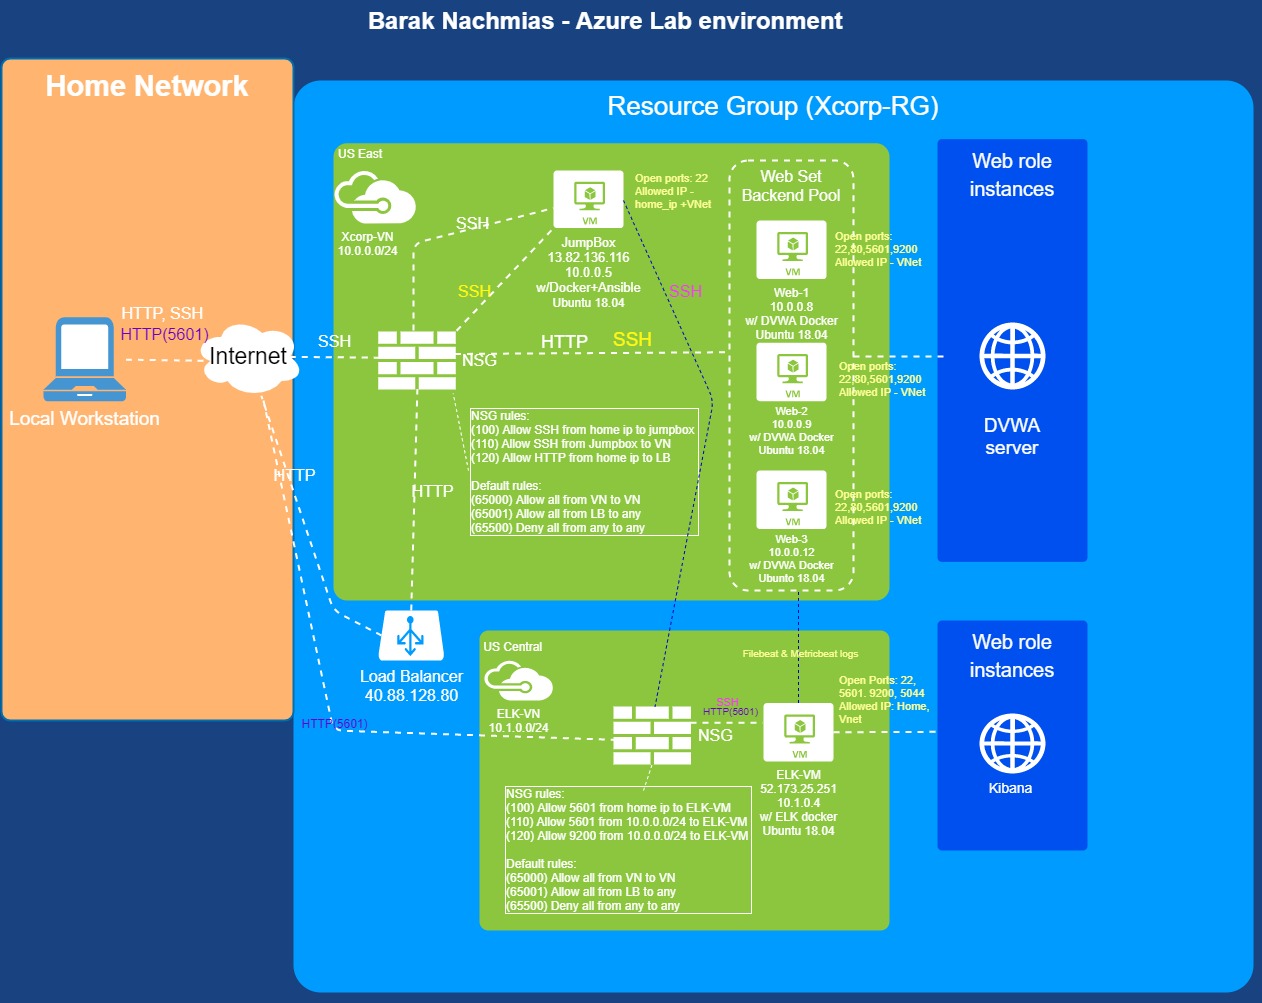 Barak Nachmias - Azure Lab environment
Home Network
HTTP, SSH
HTTP(5601)
Internet
Local Workstation
HTTP
HTTP(5601)
Resource Group (Xcorp-RG)
US East
Xcorp-VN
10.0.0.0/24
SSH
SSH
SSH
NSG
HTTP
SSH
SSH
HTTP
VM
JumpBox
13.82.136.116
10.0.0.5
w/Docker+Ansible
Ubuntu 18.04
Open ports: 22
Allowed IP -
home_ip +VNet
NSG rules:
(100) Allow SSH from home ip to jumpbox
(110) Allow SSH from Jumpbox to VN
(120) Allow HTTP from home ip to LB
Default rules:
(65000) Allow all from VN to VN
(65001) Allow all from LB to any
(65500) Deny all from any to any
Web Set
Backend Pool
VM
Web-1
10.0.0.8
w/ DVWA Docker
Ubuntu 18.04
Open ports:
22,80,5601,9200
Allowed IP - VNet
VM
Web-2
10.0.0.9
w/ DVWA Docker
Ubuntu 18.04
Open ports:
22,80,5601,9200
Allowed IP - VNet
VM
Web-3
10.0.0.12
w/ DVWA Docker
Ubunto 18.04
Open ports:
22,80,5601,9200
Allowed IP - VNet
Web role
instances
DVWA
server
Load Balancer
40.88.128.80
US Central
ELK-VN
10.1.0.0/24
Filebeat & Metricbeat logs
NSG
SSH
HTTP(5601)
VM
ELK-VM
52.173.25.251
10.1.0.4
w/ ELK docker
Ubuntu 18.04
Open Ports: 22,
5601. 9200, 5044
Allowed IP: Home,
Vnet
NSG rules:
(100) Allow 5601 from home ip to ELK-VM
(110) Allow 5601 from 10.0.0.0/24 to ELK-VM
(120) Allow 9200 from 10.0.0.0/24 to ELK-VM
Default rules:
(65000) Allow all from VN to VN
(65001) Allow all from LB to any
(65500) Deny all from any to any
Web role
instances
Kibana